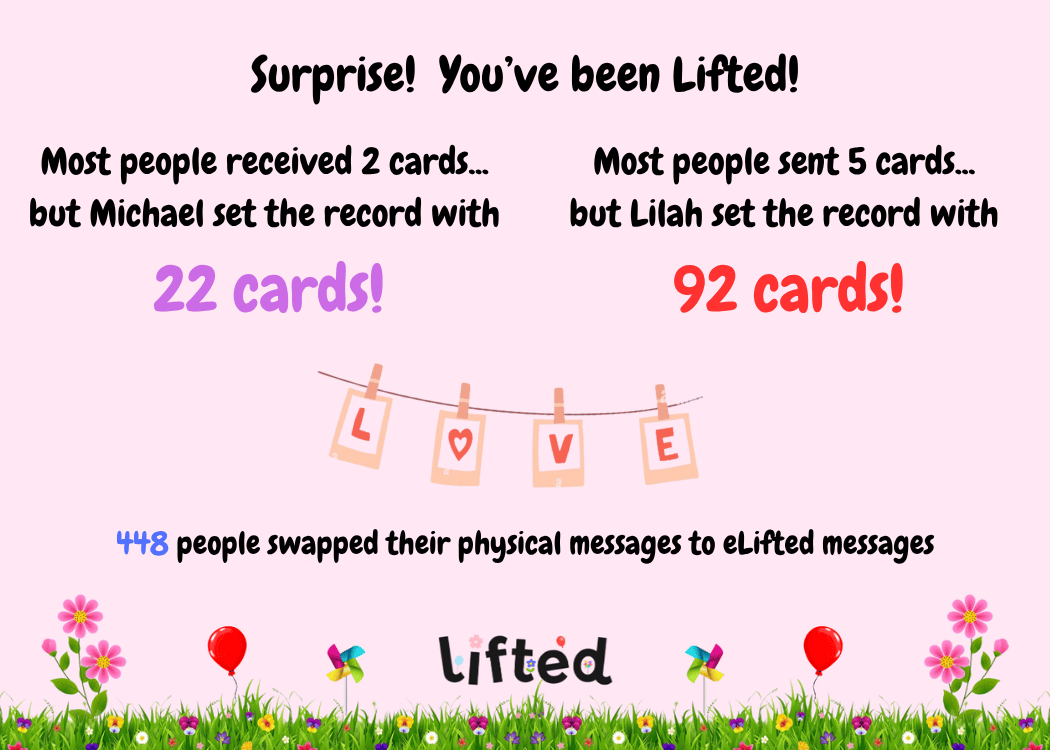 Surprise! You've been Lifted!
Most people received 2 cards...
but Michael set the record with
22 cards!
Most people sent 5 cards...
but Lilah set the record with
92 cards!
L O V E
448 people swapped their physical messages to eLifted messages
lifted